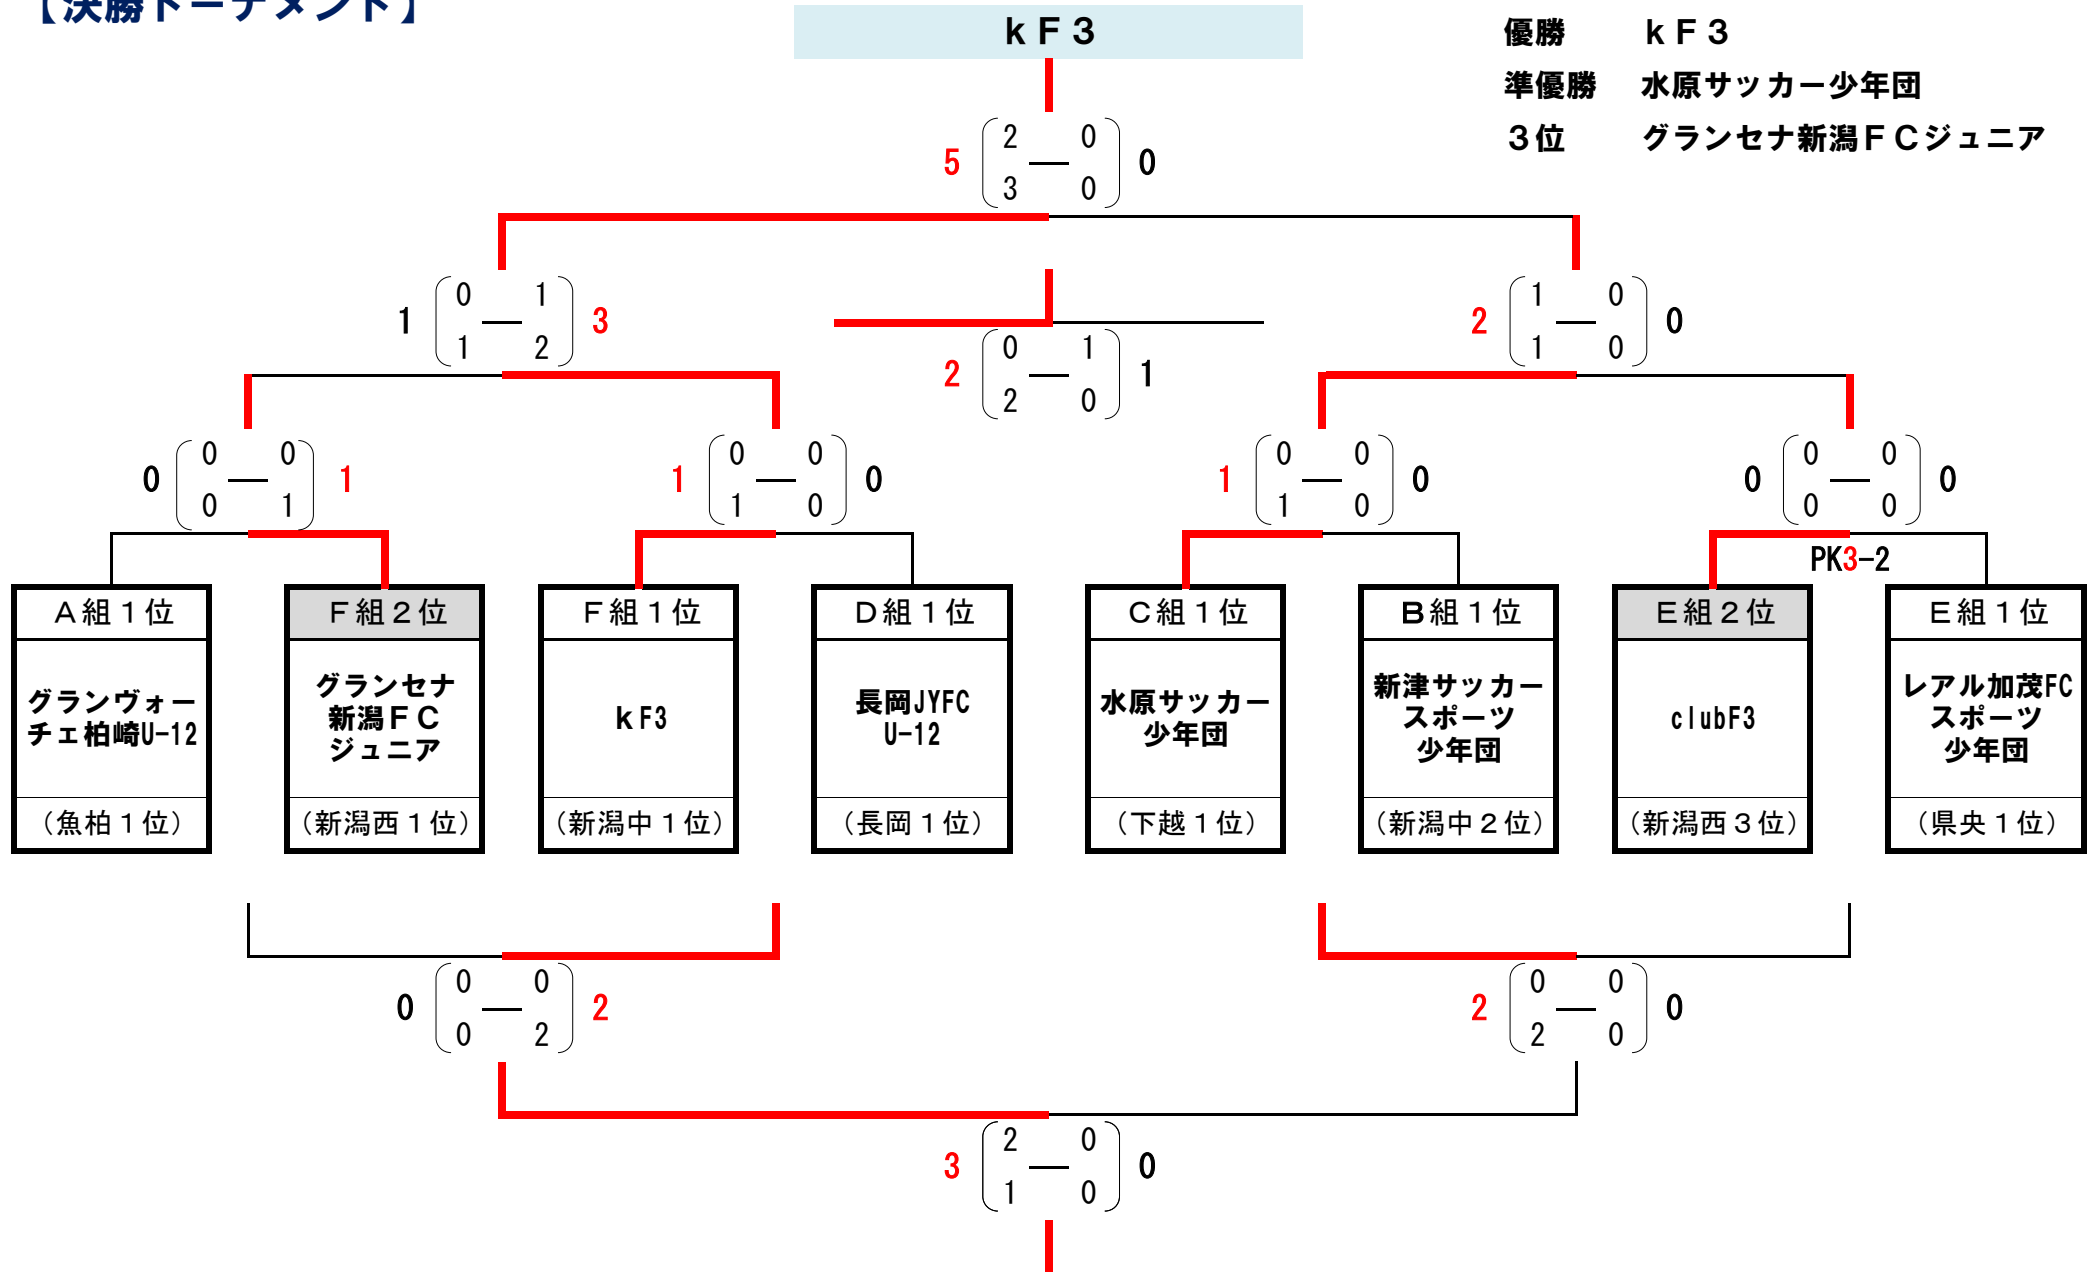 【決勝トーナメント】
ｋＦ３
優勝 ｋＦ３
準優勝 水原サッカー少年団
３位 グランセナ新潟ＦＣジュニア
2 0
5 0
3 0
0 1 1 0
1 3 2 0
1 2 1 0
0 1
2 1
2 0
0 0 0 0 0 0 0 0
0 1 1 0 1 0 0 0
0 1 1 0 1 0 0 0
PK3-2
Ａ組１位 Ｆ組２位 Ｆ組１位 Ｄ組１位 Ｃ組１位 Ｂ組１位 Ｅ組２位 Ｅ組１位
グランヴォー
チェ柏崎U-12
グランセナ
新潟ＦＣ
ジュニア
ｋF3
長岡JYFC
U-12
水原サッカー
少年団
新津サッカー
スポーツ
少年団
clubF3
レアル加茂FC
スポーツ
少年団
（魚柏１位） （新潟西１位） （新潟中１位） （長岡１位） （下越１位） （新潟中２位） （新潟西３位） （県央１位）
0 0 0 0
0 2 2 0
0 2 2 0
2 0
3 0
1 0